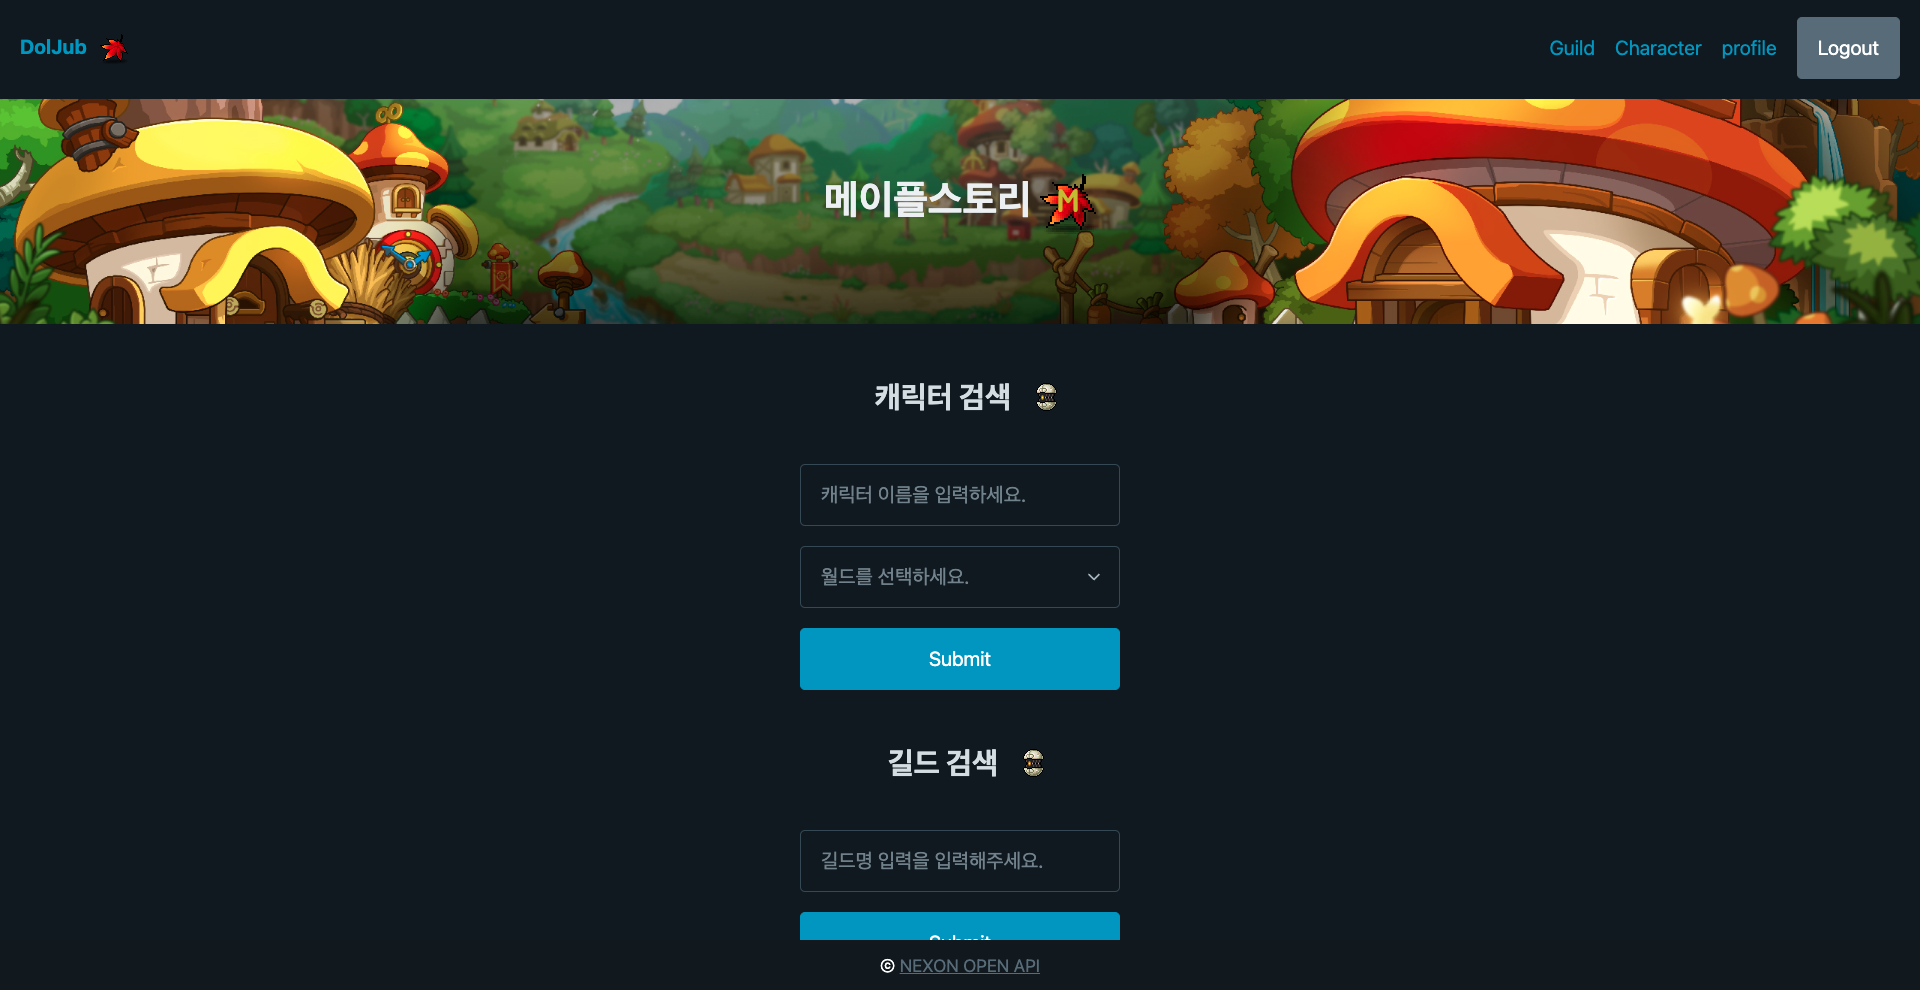 DolJub
Guild Character profile Logout
메이플스토리 M
캐릭터 검색
캐릭터 이름을 입력하세요.
월드를 선택하세요.
Submit
길드 검색
길드명 입력을 입력해주세요.
Submit
© NEXON OPEN API